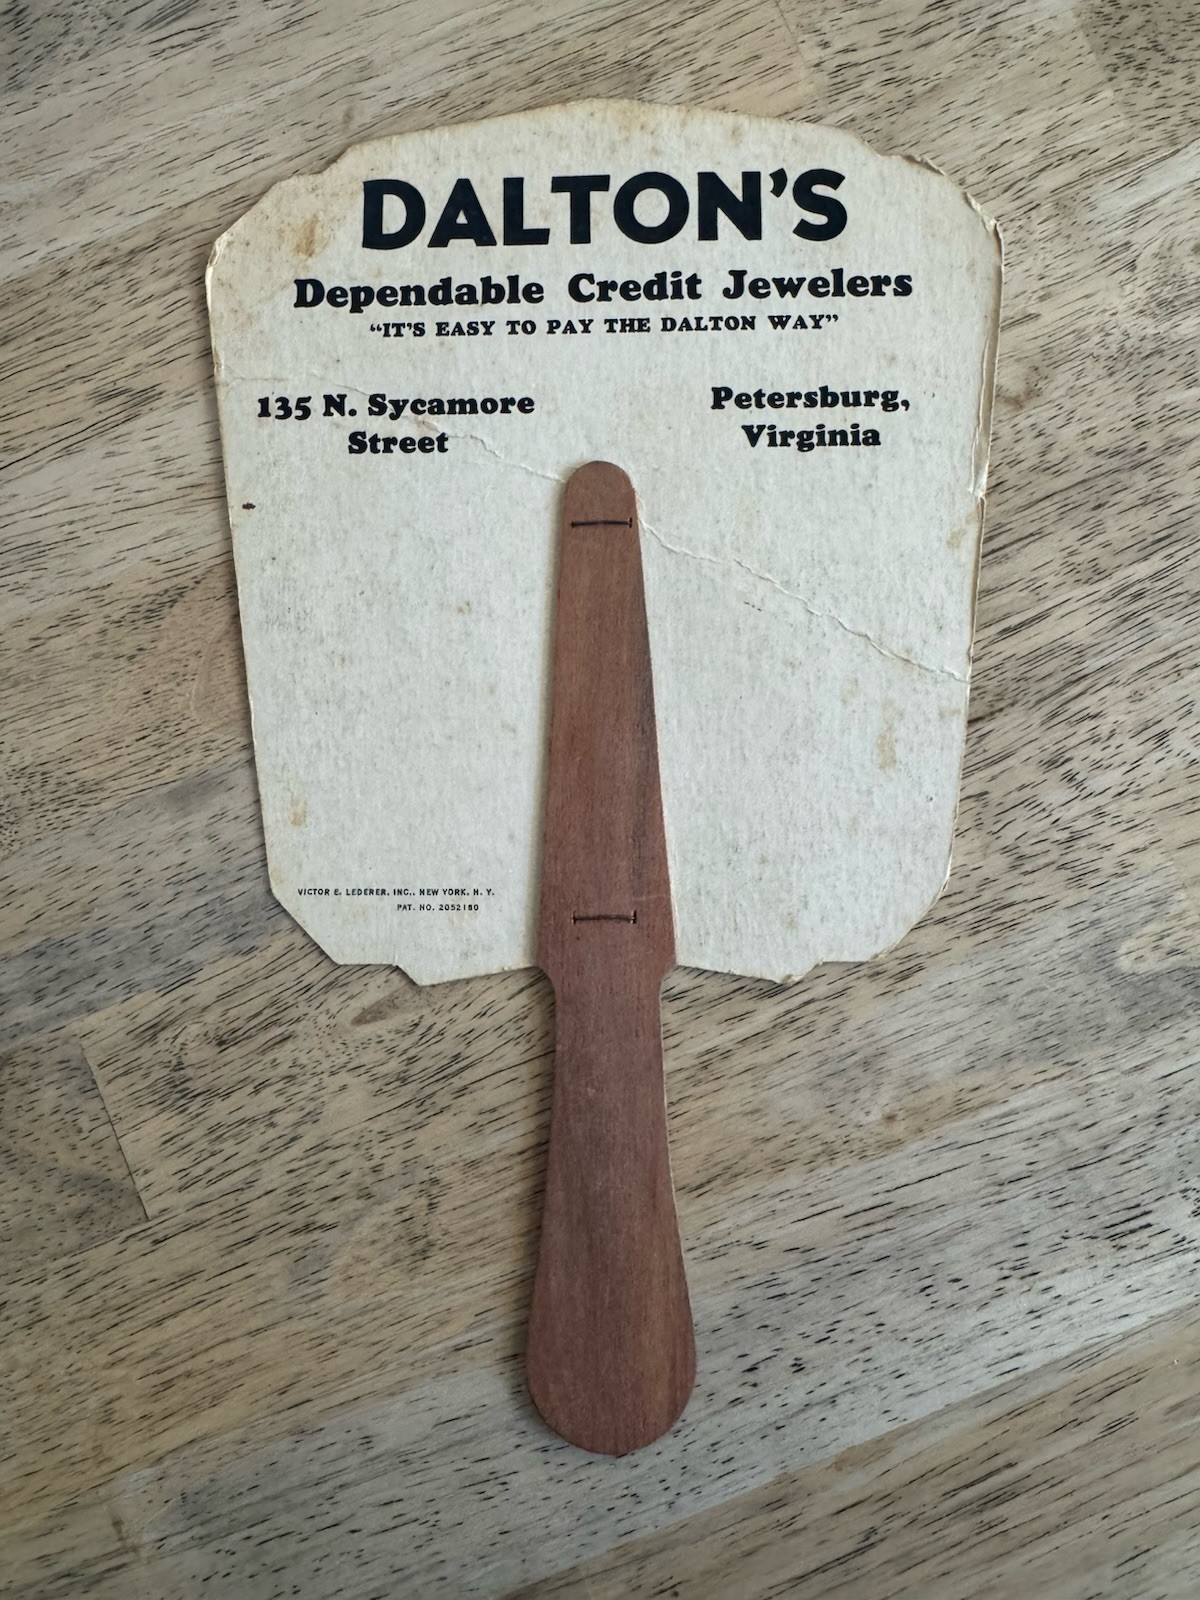 DALTON'S
Dependable Credit Jewelers
“IT'S EASY TO PAY THE DALTON WAY”
135 N. Sycamore
Street
Petersburg,
Virginia
VICTOR E. LEDERER, INC., NEW YORK, N. Y.
PAT. NO. 2052180